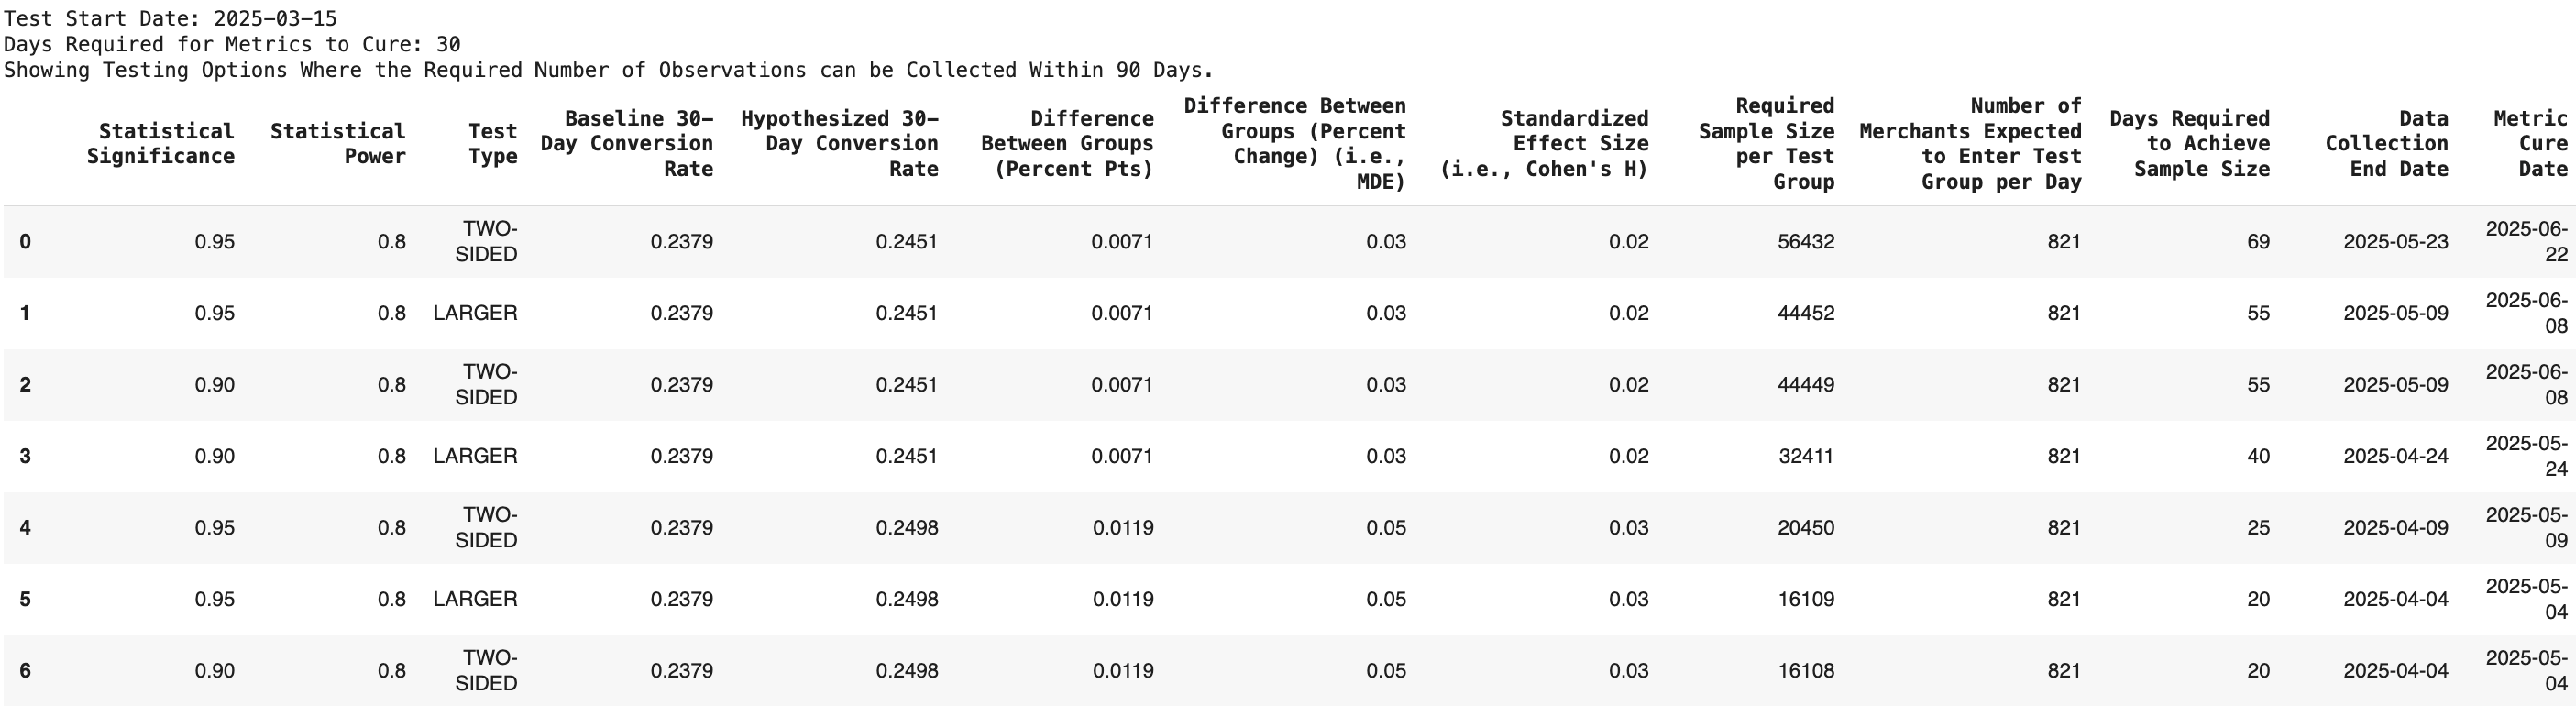 Test Start Date: 2025-03-15
Days Required for Metrics to Cure: 30
Showing Testing Options Where the Required Number of Observations can be Collected Within 90 Days.
Statistical Significance Statistical Power Test Type Baseline 30-Day Conversion Rate Hypothesized 30-Day Conversion Rate Difference Between Groups (Percent Pts) Difference Between Groups (Percent Change) (i.e., MDE) Standardized Effect Size (i.e., Cohen's H) Required Sample Size per Test Group Number of Merchants Expected to Enter Test Group per Day Days Required to Achieve Sample Size Data Collection End Date Metric Cure Date
0 0.95 0.8 TWO-SIDED 0.2379 0.2451 0.0071 0.03 0.02 56432 821 69 2025-05-23 2025-06-22
1 0.95 0.8 LARGER 0.2379 0.2451 0.0071 0.03 0.02 44452 821 55 2025-05-09 2025-06-08
2 0.90 0.8 TWO-SIDED 0.2379 0.2451 0.0071 0.03 0.02 44449 821 55 2025-05-09 2025-06-08
3 0.90 0.8 LARGER 0.2379 0.2451 0.0071 0.03 0.02 32411 821 40 2025-04-24 2025-05-24
4 0.95 0.8 TWO-SIDED 0.2379 0.2498 0.0119 0.05 0.03 20450 821 25 2025-04-09 2025-05-09
5 0.95 0.8 LARGER 0.2379 0.2498 0.0119 0.05 0.03 16109 821 20 2025-04-04 2025-05-04
6 0.90 0.8 TWO-SIDED 0.2379 0.2498 0.0119 0.05 0.03 16108 821 20 2025-04-04 2025-05-04